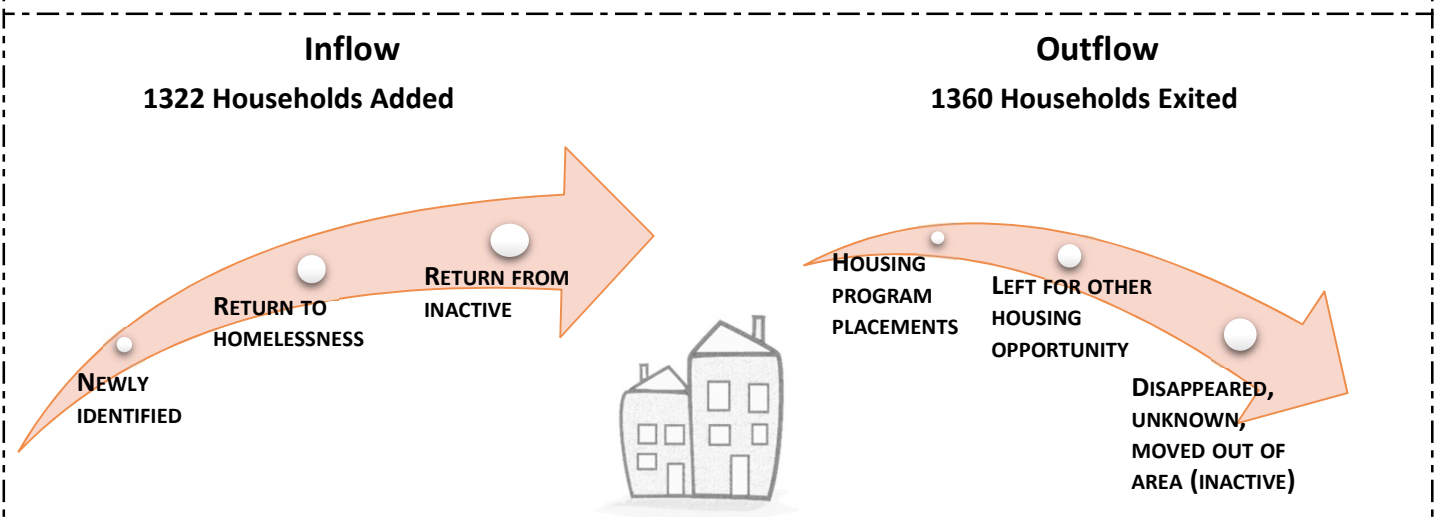 Inflow
1322 Households Added
Outflow
1360 Households Exited
NEWLY
IDENTIFIED
RETURN TO
HOMELESSNESS
RETURN FROM
INACTIVE
HOUSING
PROGRAM
PLACEMENTS
LEFT FOR OTHER
HOUSING
OPPORTUNITY
DISAPPEARED,
UNKNOWN,
MOVED OUT OF
AREA (INACTIVE)